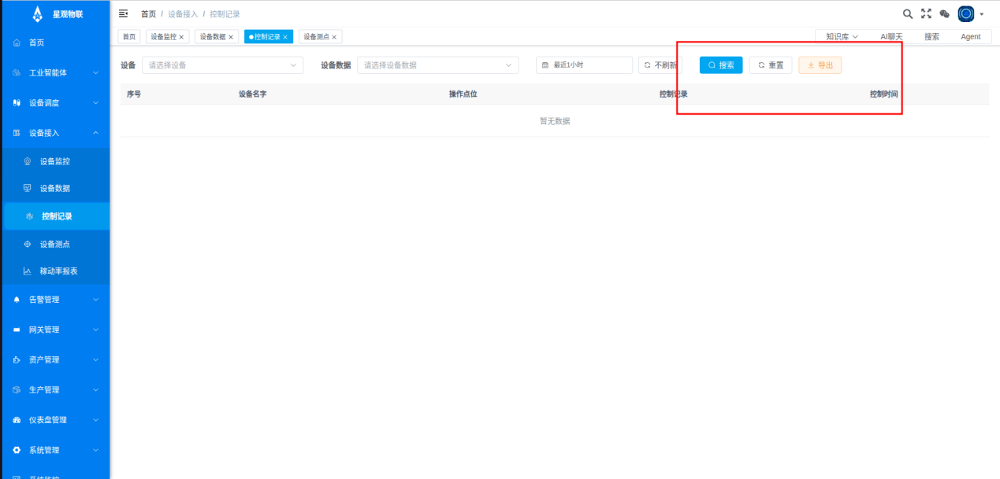 星观物联
首页 / 设备接入 / 控制记录
首页 设备监控 × 设备数据 × 控制记录 × 设备测点 ×
知识库 AI聊天 搜索 Agent
首页
工业智能体
设备调度
设备接入
设备监控
设备数据
控制记录
设备测点
稼动率报表
告警管理
网关管理
资产管理
生产管理
仪表盘管理
系统管理
系统监控
设备 请选择设备 设备数据 请选择设备数据 最近1小时 不刷新 搜索 重置 导出
序号 设备名字 操作点位 控制记录 控制时间
暂无数据